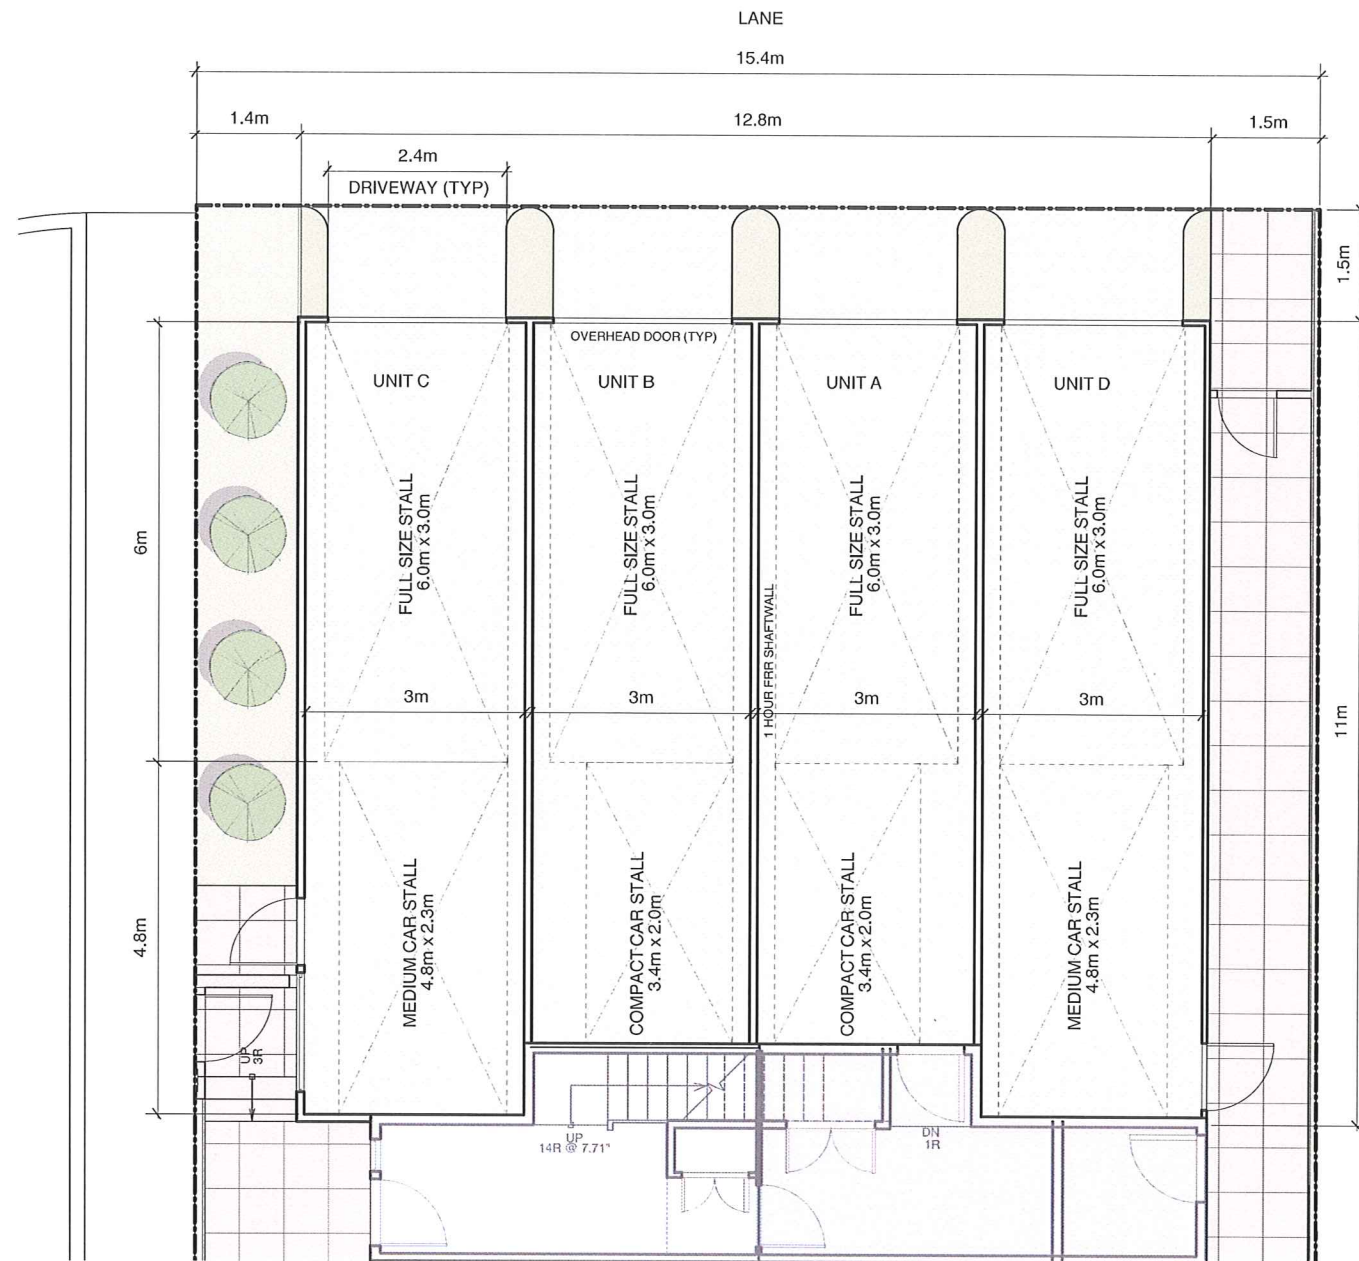 LANE
15.4m
1.4m
12.8m
1.5m
2.4m
DRIVEWAY (TYP)
1.5m
OVERHEAD DOOR (TYP)
UNIT C
UNIT B
UNIT A
UNIT D
6m
FULL SIZE STALL
6.0m x 3.0m
FULL SIZE STALL
6.0m x 3.0m
FULL SIZE STALL
6.0m x 3.0m
FULL SIZE STALL
6.0m x 3.0m
1 HOUR FRR SHAFTWALL
3m
3m
3m
3m
11m
4.8m
MEDIUM CAR STALL
4.8m x 2.3m
COMPACT CAR STALL
3.4m x 2.0m
COMPACT CAR STALL
3.4m x 2.0m
MEDIUM CAR STALL
4.8m x 2.3m
UP
3R
UP
14R @ 7.71"
DN
1R